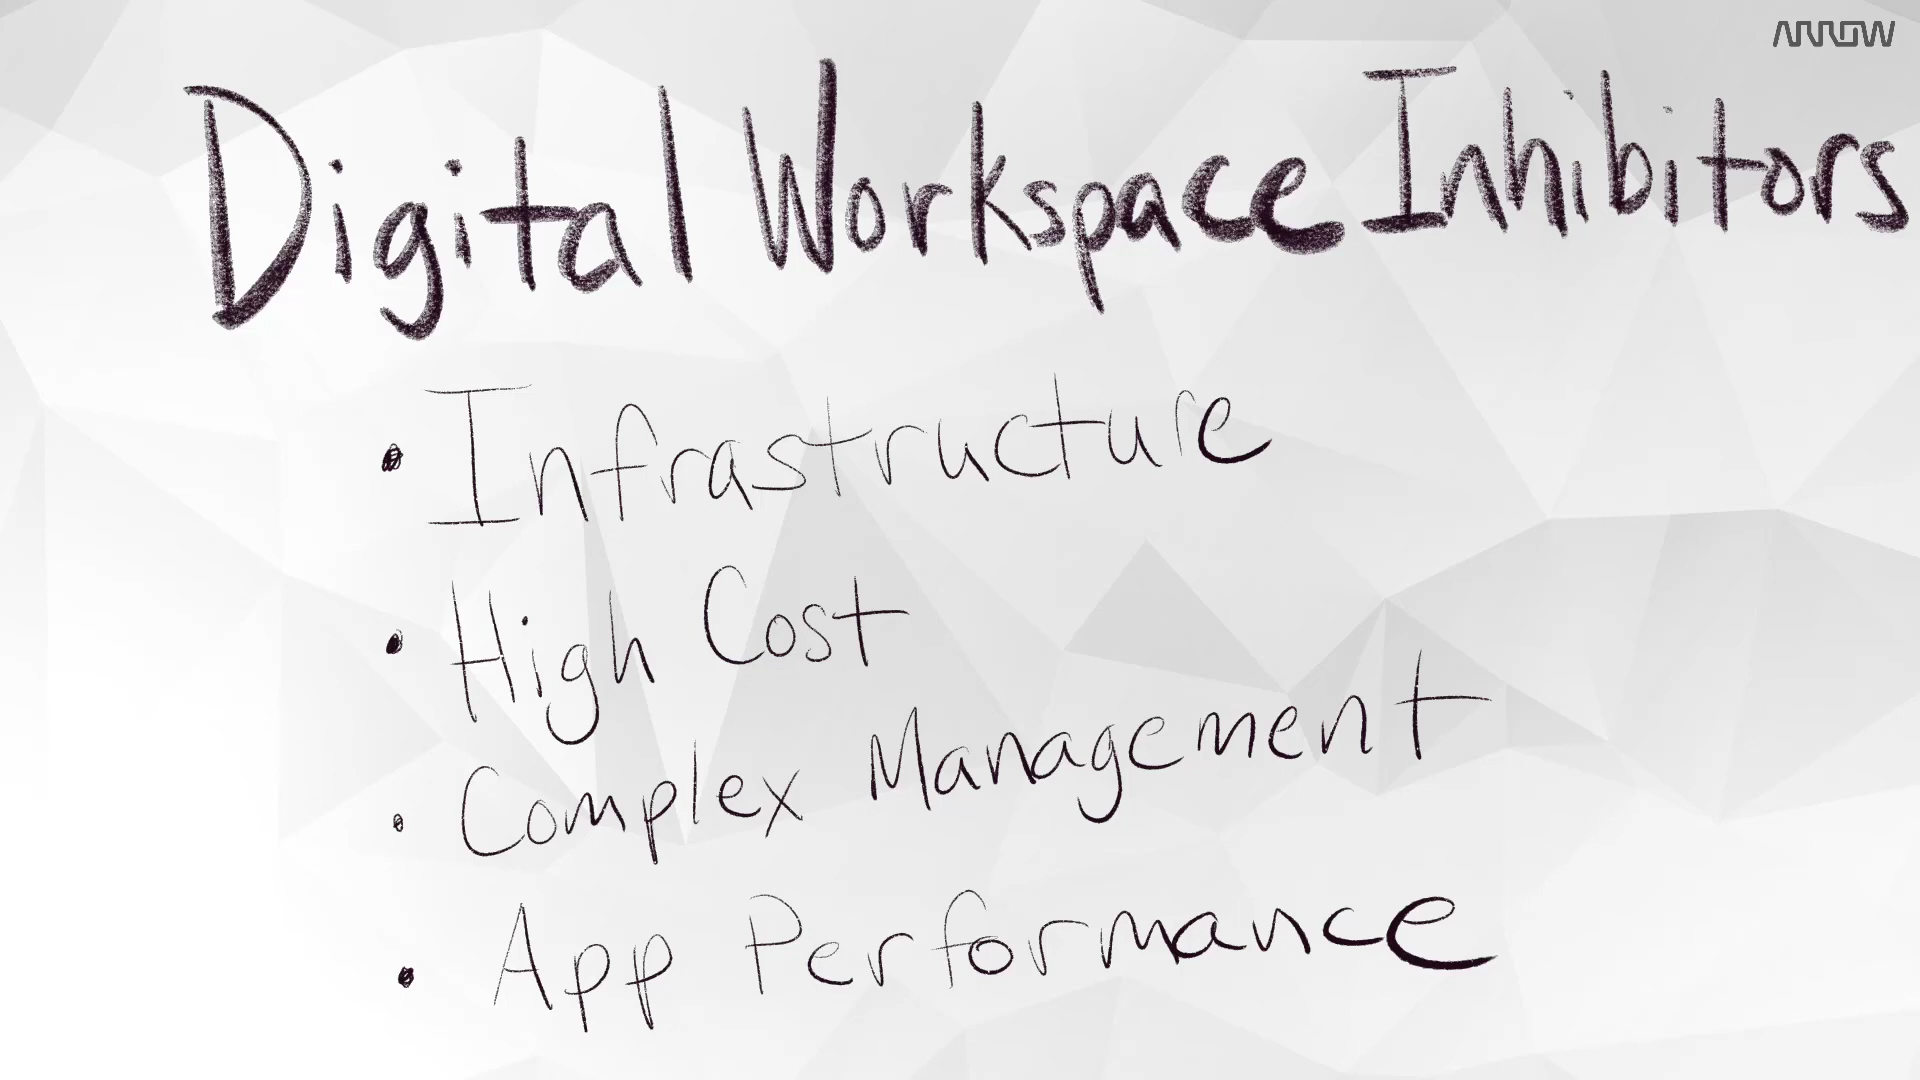 ARROW
Digital Workspace Inhibitors
• Infrastructure
• High Cost
• Complex Management
• App Performance